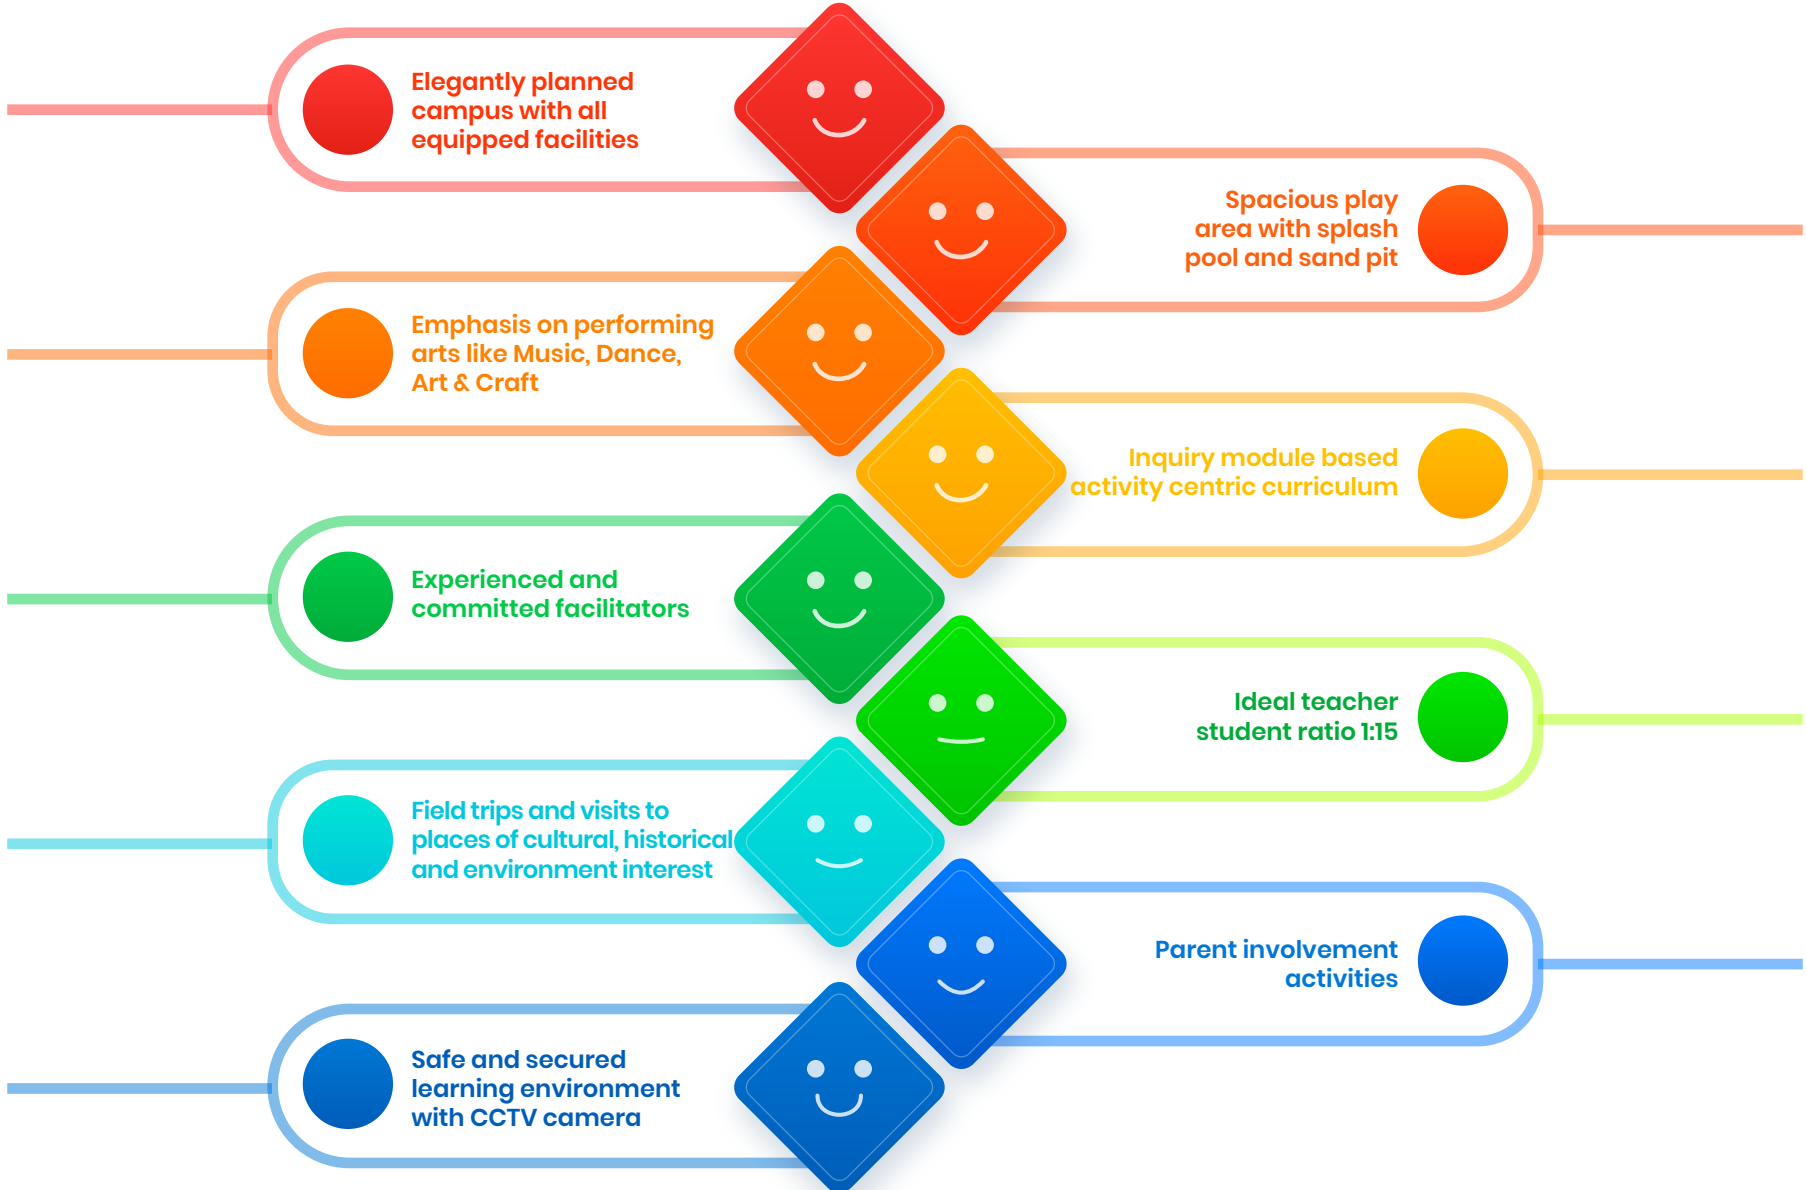 Elegantly planned
campus with all
equipped facilities
Spacious play
area with splash
pool and sand pit
Emphasis on performing
arts like Music, Dance,
Art & Craft
Inquiry module based
activity centric curriculum
Experienced and
committed facilitators
Ideal teacher
student ratio 1:15
Field trips and visits to
places of cultural, historical
and environment interest
Parent involvement
activities
Safe and secured
learning environment
with CCTV camera